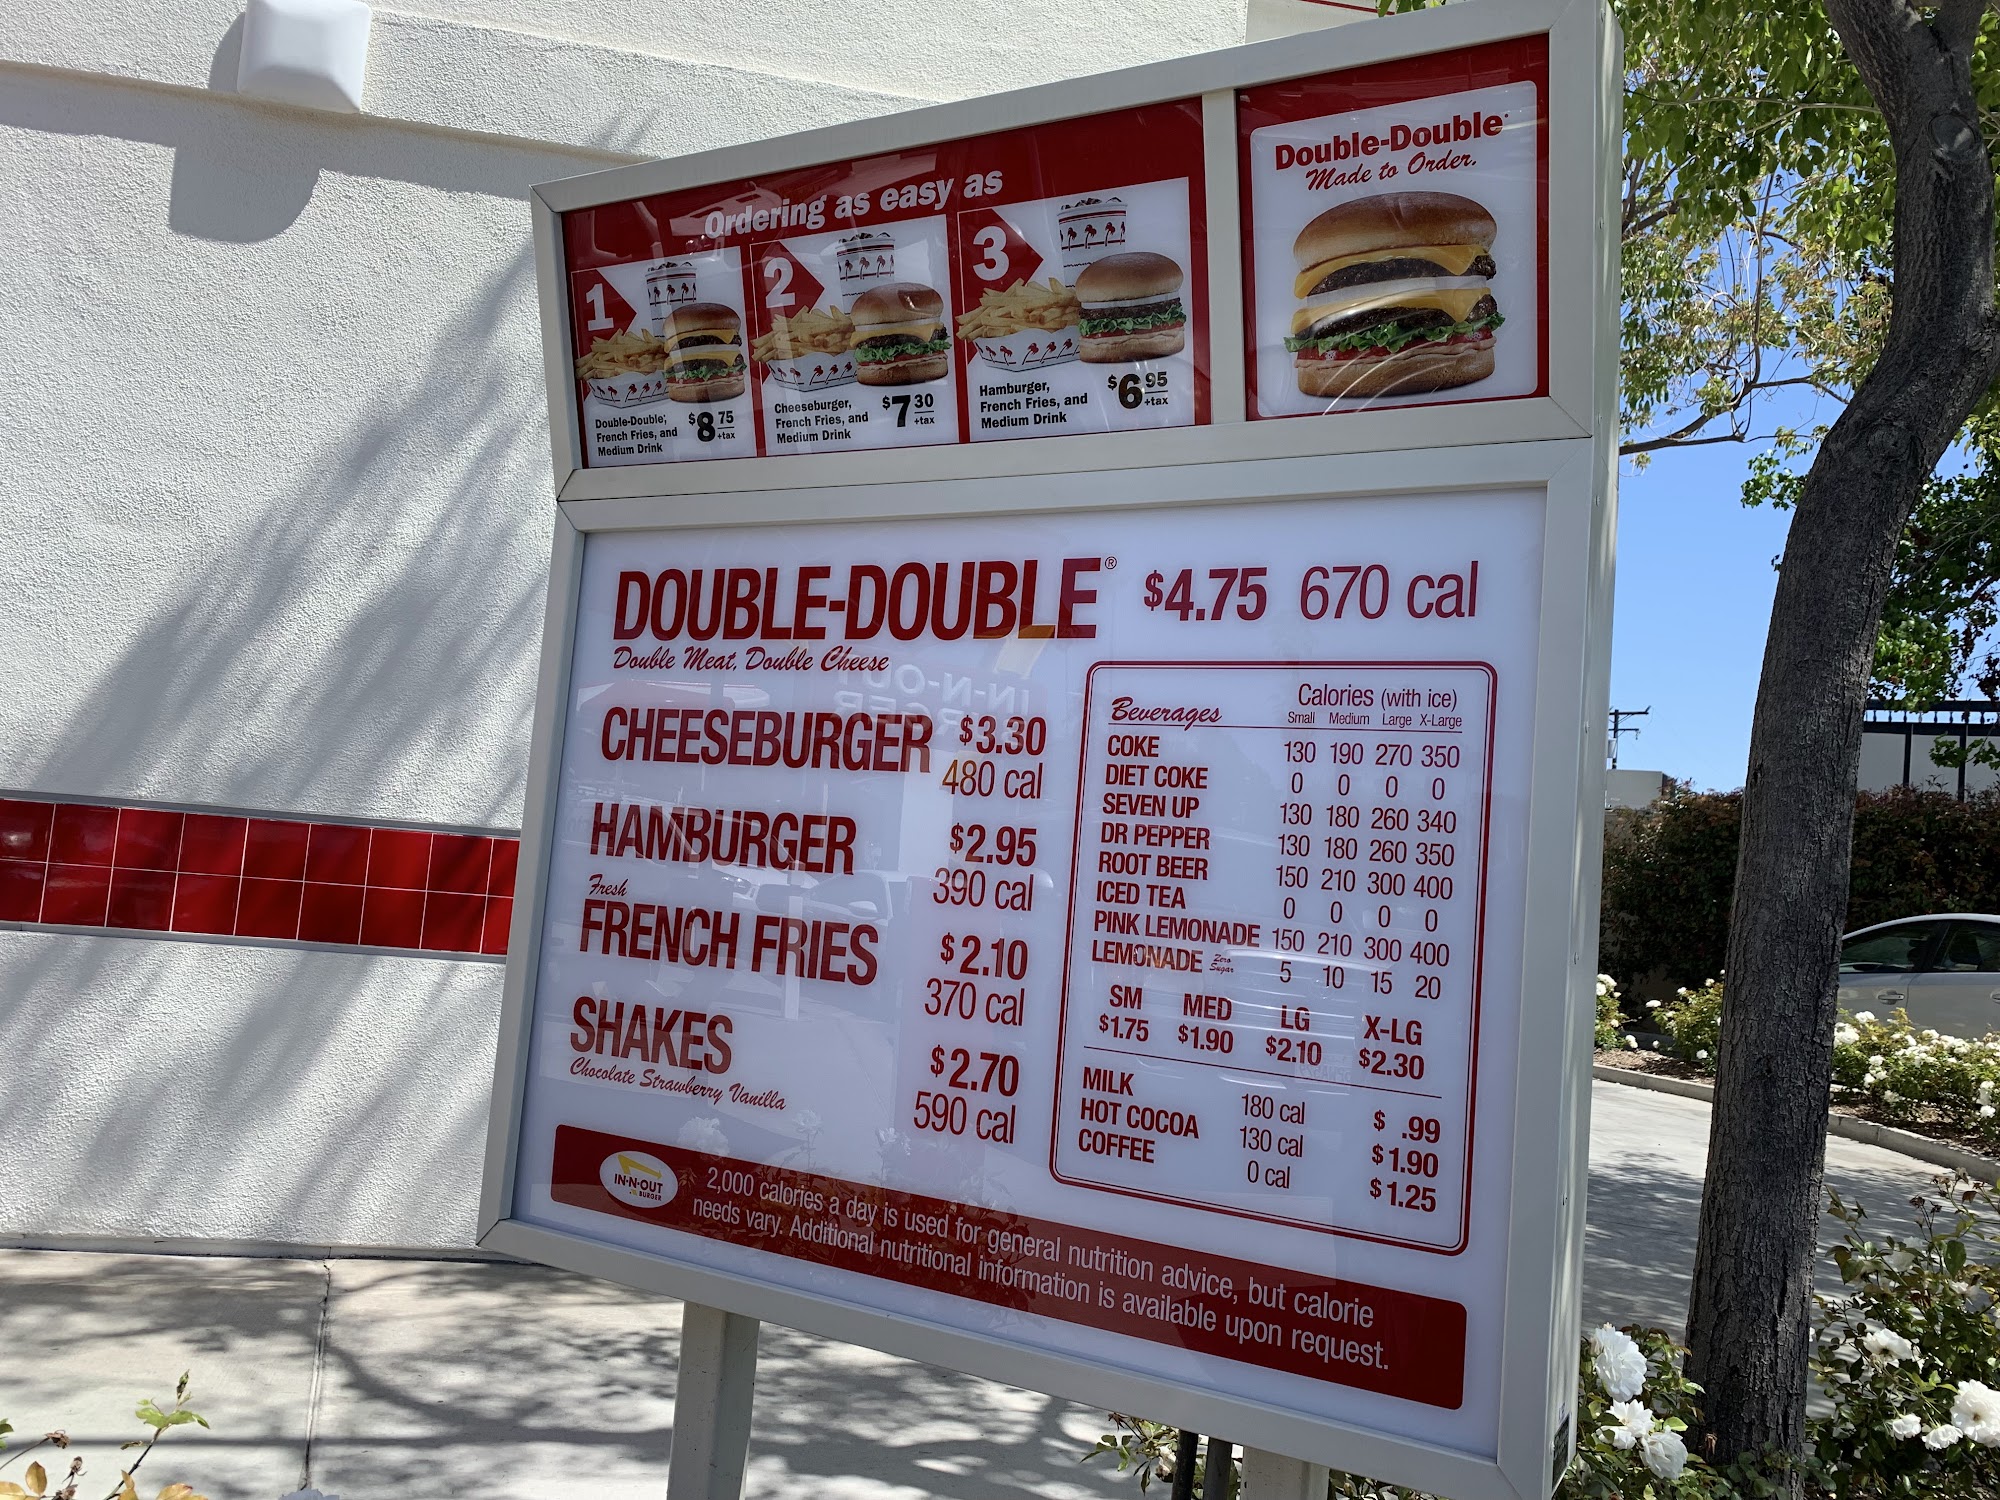 Ordering as easy as
1
Double-Double,
French Fries, and
Medium Drink
$8 75
+tax
2
Cheeseburger,
French Fries, and
Medium Drink
$7 30
+tax
3
Hamburger,
French Fries, and
Medium Drink
$6 95
+tax
Double-Double
Made to Order.
DOUBLE-DOUBLE® $4.75 670 cal
Double Meat, Double Cheese
CHEESEBURGER $3.30
480 cal
HAMBURGER $2.95
390 cal
Fresh
FRENCH FRIES $2.10
370 cal
SHAKES $2.70
Chocolate Strawberry Vanilla 590 cal
Beverages Calories (with ice)
Small Medium Large X-Large
COKE 130 190 270 350
DIET COKE 0 0 0 0
SEVEN UP 130 180 260 340
DR PEPPER 130 180 260 350
ROOT BEER 150 210 300 400
ICED TEA 0 0 0 0
PINK LEMONADE 150 210 300 400
LEMONADE Zero Sugar 5 10 15 20
SM MED LG X-LG
$1.75 $1.90 $2.10 $2.30
MILK 180 cal $ .99
HOT COCOA 130 cal $1.90
COFFEE 0 cal $1.25
IN-N-OUT
BURGER
2,000 calories a day is used for general nutrition advice, but calorie
needs vary. Additional nutritional information is available upon request.